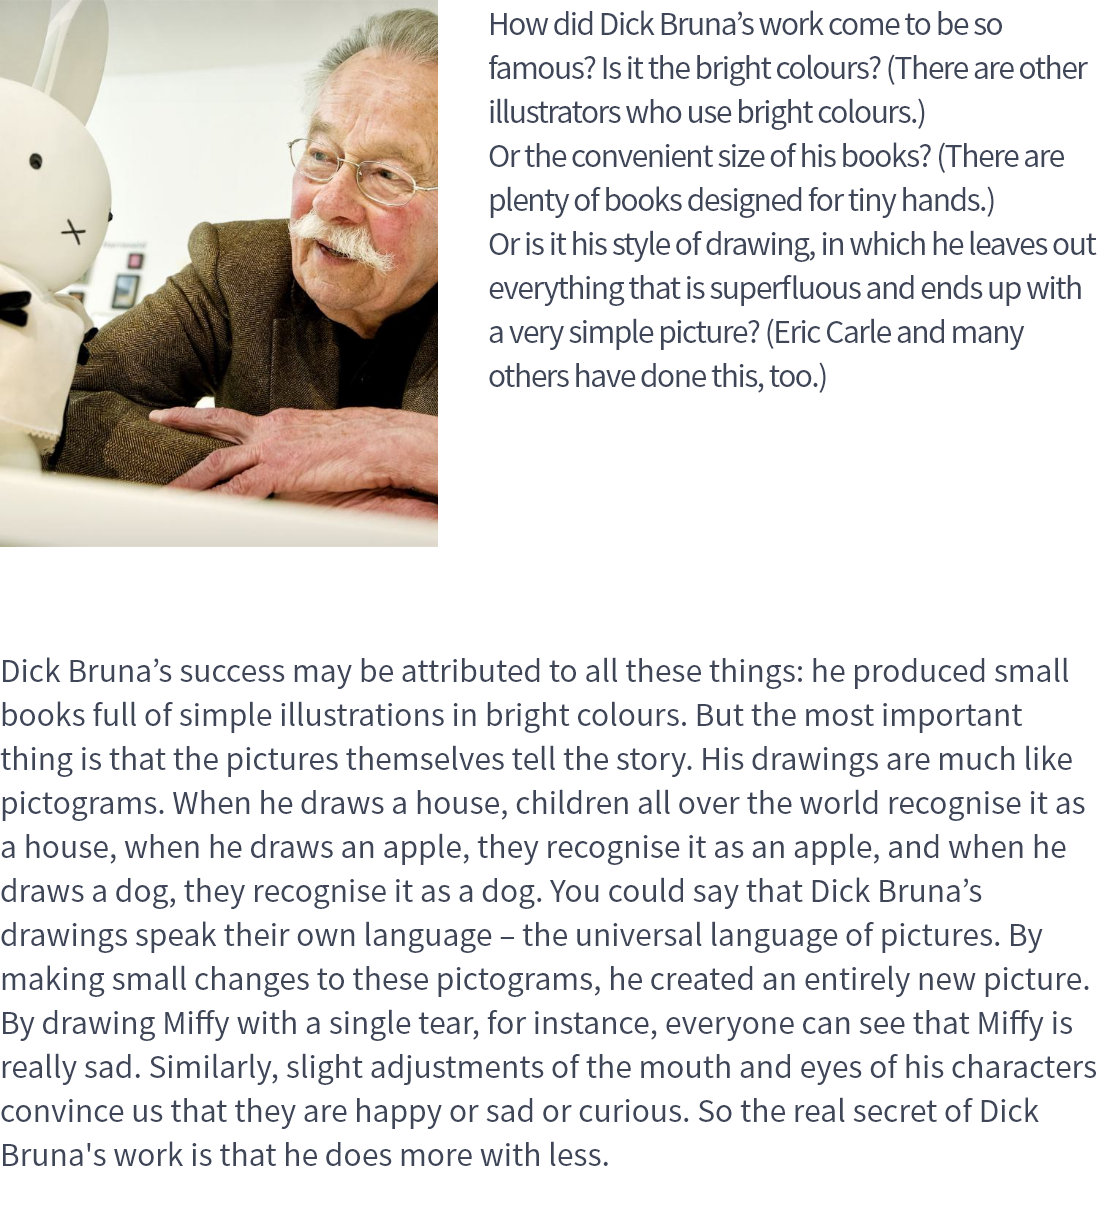 How did Dick Bruna’s work come to be so
famous? Is it the bright colours? (There are other
illustrators who use bright colours.)
Or the convenient size of his books? (There are
plenty of books designed for tiny hands.)
Or is it his style of drawing, in which he leaves out
everything that is superfluous and ends up with
a very simple picture? (Eric Carle and many
others have done this, too.)
Dick Bruna’s success may be attributed to all these things: he produced small
books full of simple illustrations in bright colours. But the most important
thing is that the pictures themselves tell the story. His drawings are much like
pictograms. When he draws a house, children all over the world recognise it as
a house, when he draws an apple, they recognise it as an apple, and when he
draws a dog, they recognise it as a dog. You could say that Dick Bruna’s
drawings speak their own language – the universal language of pictures. By
making small changes to these pictograms, he created an entirely new picture.
By drawing Miffy with a single tear, for instance, everyone can see that Miffy is
really sad. Similarly, slight adjustments of the mouth and eyes of his characters
convince us that they are happy or sad or curious. So the real secret of Dick
Bruna's work is that he does more with less.